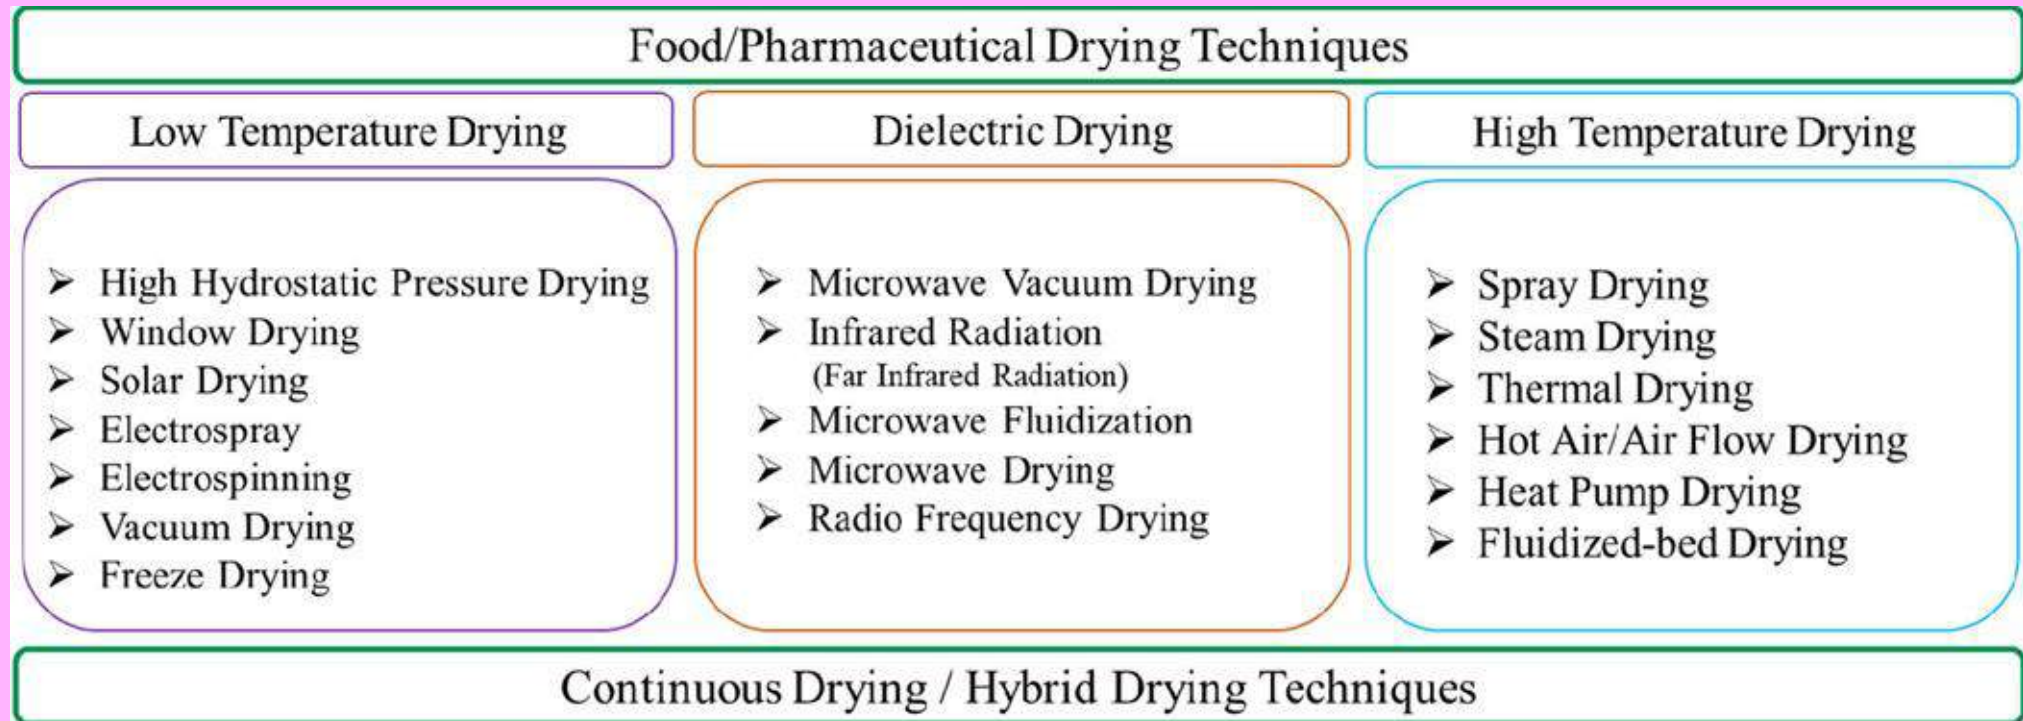 Food/Pharmaceutical Drying Techniques
Low Temperature Drying
➢ High Hydrostatic Pressure Drying
➢ Window Drying
➢ Solar Drying
➢ Electrospray
➢ Electrospinning
➢ Vacuum Drying
➢ Freeze Drying
Dielectric Drying
➢ Microwave Vacuum Drying
➢ Infrared Radiation
(Far Infrared Radiation)
➢ Microwave Fluidization
➢ Microwave Drying
➢ Radio Frequency Drying
High Temperature Drying
➢ Spray Drying
➢ Steam Drying
➢ Thermal Drying
➢ Hot Air/Air Flow Drying
➢ Heat Pump Drying
➢ Fluidized-bed Drying
Continuous Drying / Hybrid Drying Techniques